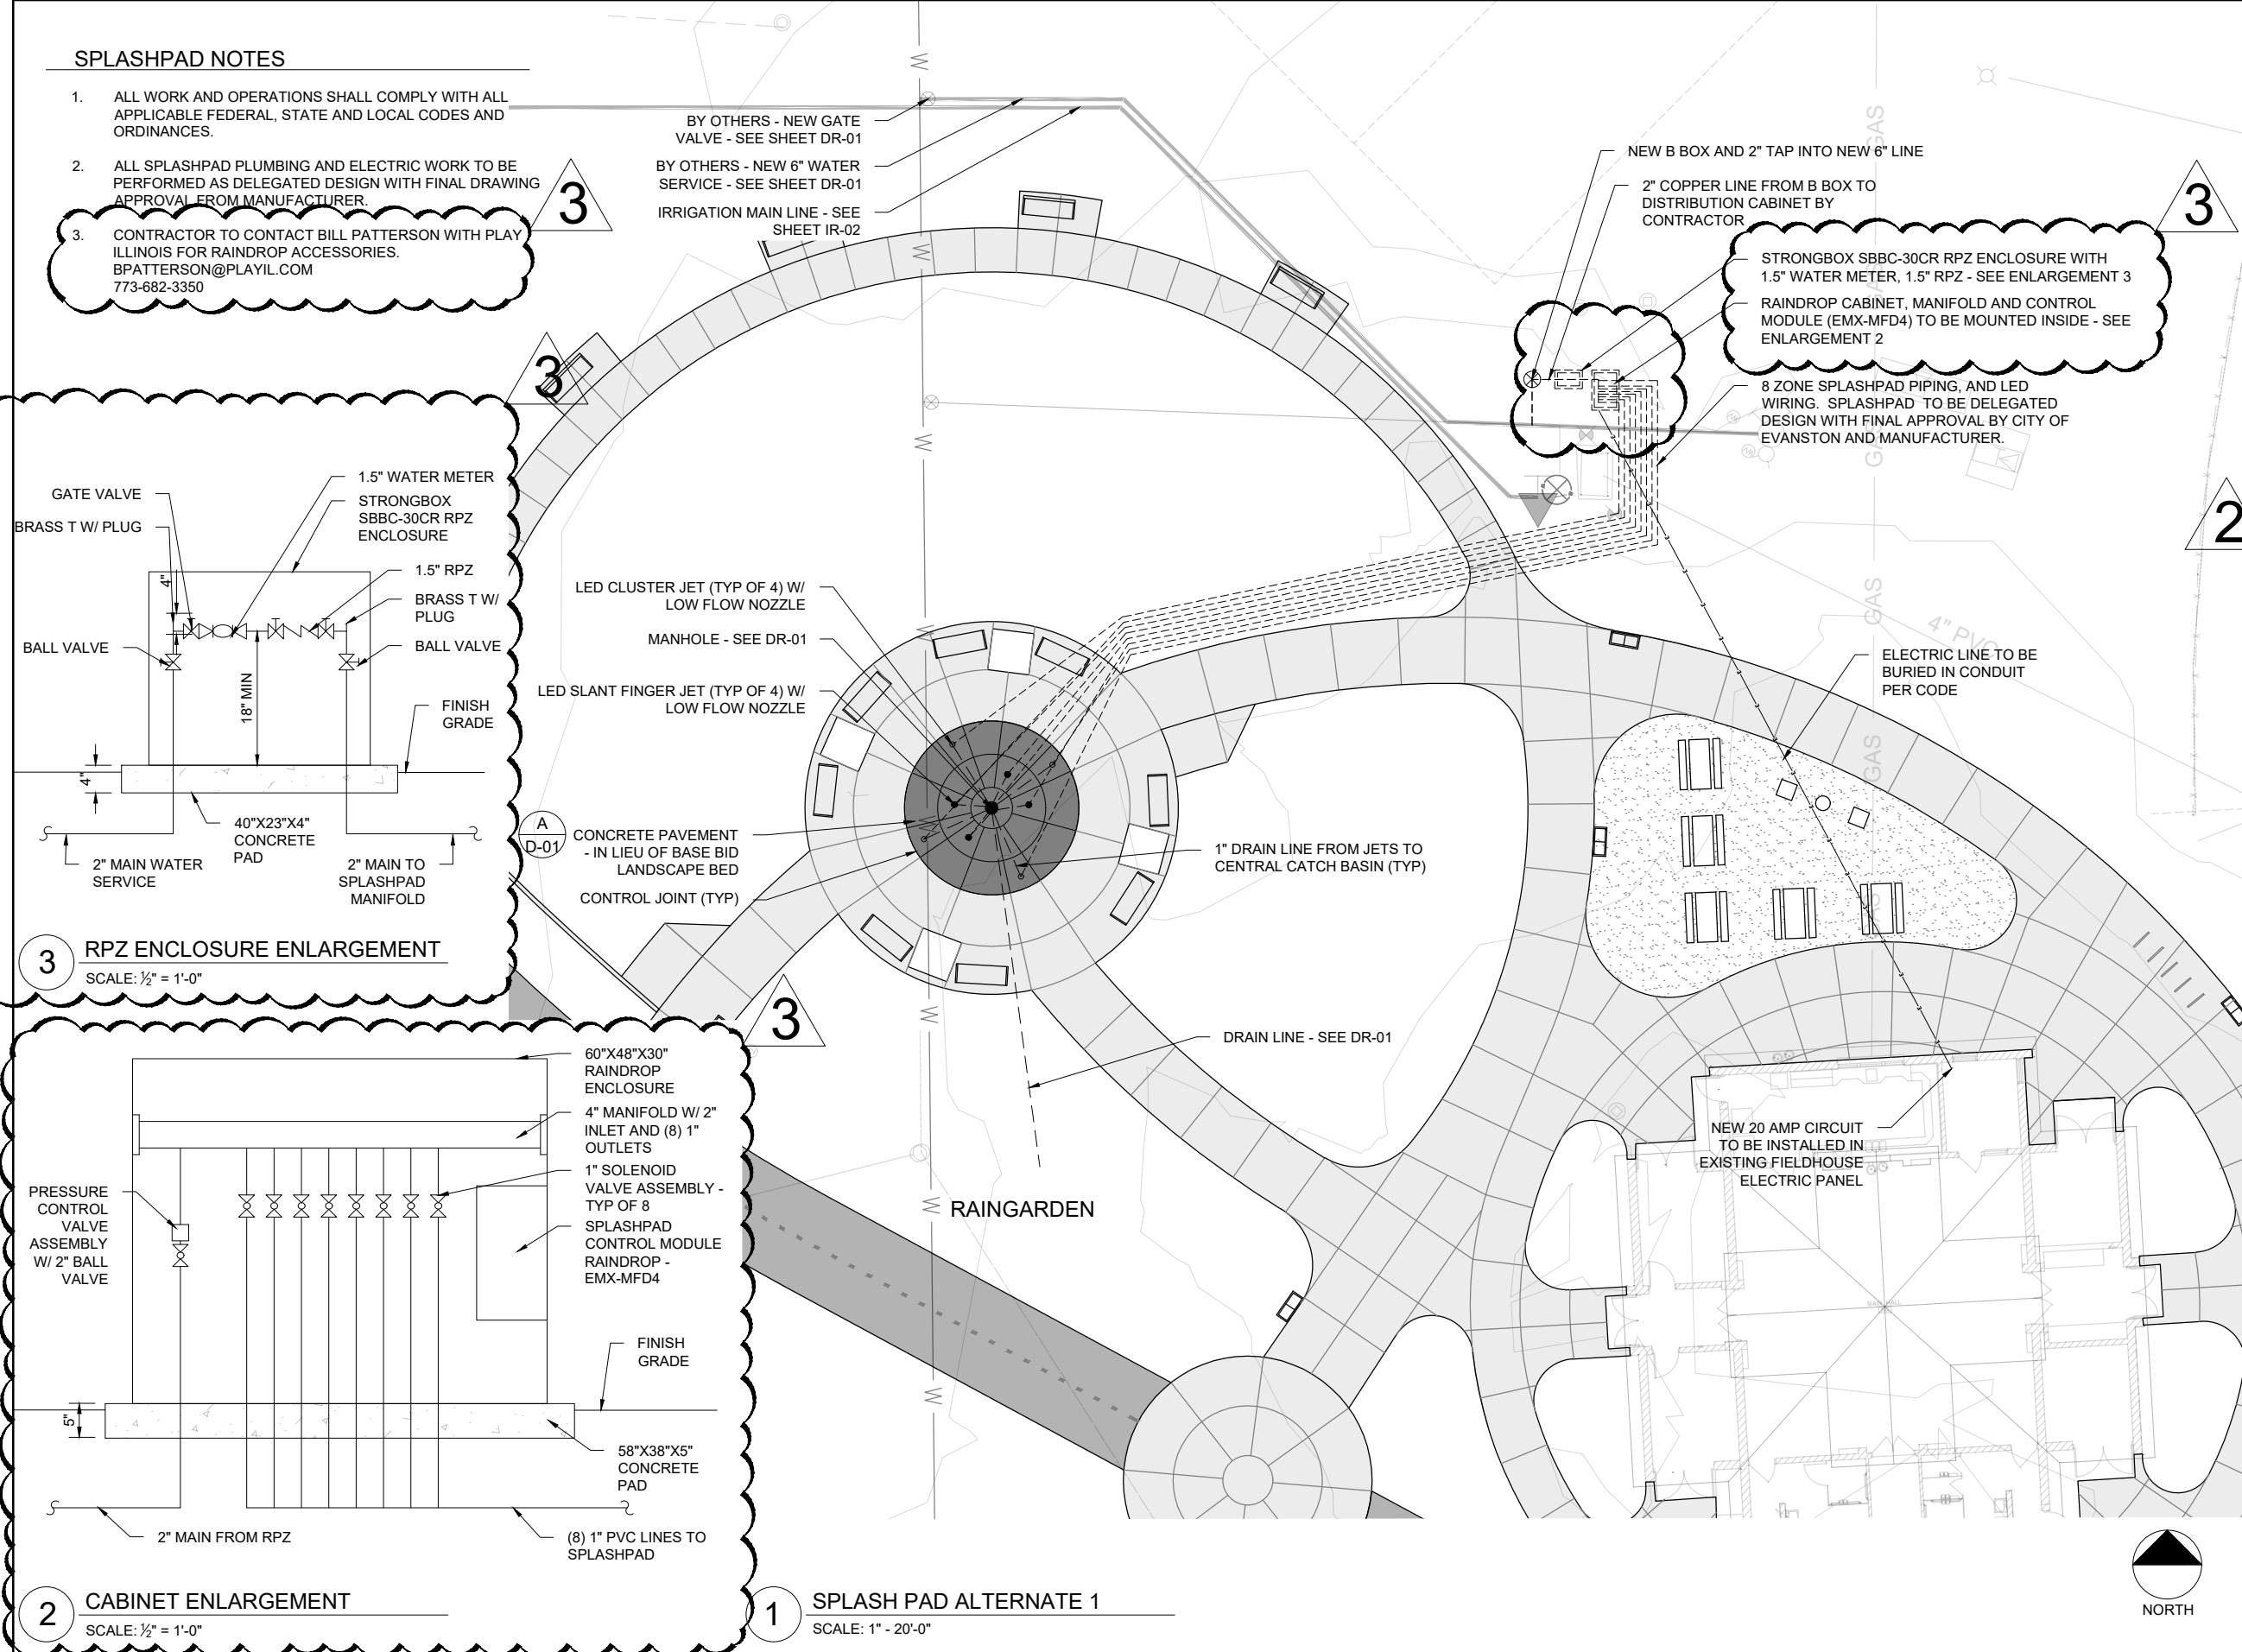 SPLASHPAD NOTES
1. ALL WORK AND OPERATIONS SHALL COMPLY WITH ALL
APPLICABLE FEDERAL, STATE AND LOCAL CODES AND
ORDINANCES.
2. ALL SPLASHPAD PLUMBING AND ELECTRIC WORK TO BE
PERFORMED AS DELEGATED DESIGN WITH FINAL DRAWING
APPROVAL FROM MANUFACTURER.
3. CONTRACTOR TO CONTACT BILL PATTERSON WITH PLAY
ILLINOIS FOR RAINDROP ACCESSORIES.
BPATTERSON@PLAYIL.COM
773-682-3350
3
BY OTHERS - NEW GATE
VALVE - SEE SHEET DR-01
BY OTHERS - NEW 6" WATER
SERVICE - SEE SHEET DR-01
IRRIGATION MAIN LINE - SEE
SHEET IR-02
NEW B BOX AND 2" TAP INTO NEW 6" LINE
2" COPPER LINE FROM B BOX TO
DISTRIBUTION CABINET BY
CONTRACTOR
3
STRONGBOX SBBC-30CR RPZ ENCLOSURE WITH
1.5" WATER METER, 1.5" RPZ - SEE ENLARGEMENT 3
RAINDROP CABINET, MANIFOLD AND CONTROL
MODULE (EMX-MFD4) TO BE MOUNTED INSIDE - SEE
ENLARGEMENT 2
8 ZONE SPLASHPAD PIPING, AND LED
WIRING. SPLASHPAD TO BE DELEGATED
DESIGN WITH FINAL APPROVAL BY CITY OF
EVANSTON AND MANUFACTURER.
2
GAS
GAS
GAS
GAS
GAS
4" PVC
W
W
W
W
W
W
W
W
3
GATE VALVE
BRASS T W/ PLUG
BALL VALVE
4"
1.5" WATER METER
STRONGBOX
SBBC-30CR RPZ
ENCLOSURE
1.5" RPZ
BRASS T W/
PLUG
BALL VALVE
18" MIN
FINISH
GRADE
4"
40"X23"X4"
CONCRETE
PAD
2" MAIN WATER
SERVICE
2" MAIN TO
SPLASHPAD
MANIFOLD
3 RPZ ENCLOSURE ENLARGEMENT
SCALE: ½" = 1'-0"
LED CLUSTER JET (TYP OF 4) W/
LOW FLOW NOZZLE
MANHOLE - SEE DR-01
LED SLANT FINGER JET (TYP OF 4) W/
LOW FLOW NOZZLE
A
D-01
CONCRETE PAVEMENT
- IN LIEU OF BASE BID
LANDSCAPE BED
CONTROL JOINT (TYP)
1" DRAIN LINE FROM JETS TO
CENTRAL CATCH BASIN (TYP)
ELECTRIC LINE TO BE
BURIED IN CONDUIT
PER CODE
DRAIN LINE - SEE DR-01
NEW 20 AMP CIRCUIT
TO BE INSTALLED IN
EXISTING FIELDHOUSE
ELECTRIC PANEL
RAINGARDEN
3
60"X48"X30"
RAINDROP
ENCLOSURE
4" MANIFOLD W/ 2"
INLET AND (8) 1"
OUTLETS
1" SOLENOID
VALVE ASSEMBLY -
TYP OF 8
SPLASHPAD
CONTROL MODULE
RAINDROP -
EMX-MFD4
PRESSURE
CONTROL
VALVE
ASSEMBLY
W/ 2" BALL
VALVE
FINISH
GRADE
5"
58"X38"X5"
CONCRETE
PAD
2" MAIN FROM RPZ
(8) 1" PVC LINES TO
SPLASHPAD
2 CABINET ENLARGEMENT
SCALE: ½" = 1'-0"
1 SPLASH PAD ALTERNATE 1
SCALE: 1" - 20'-0"
NORTH